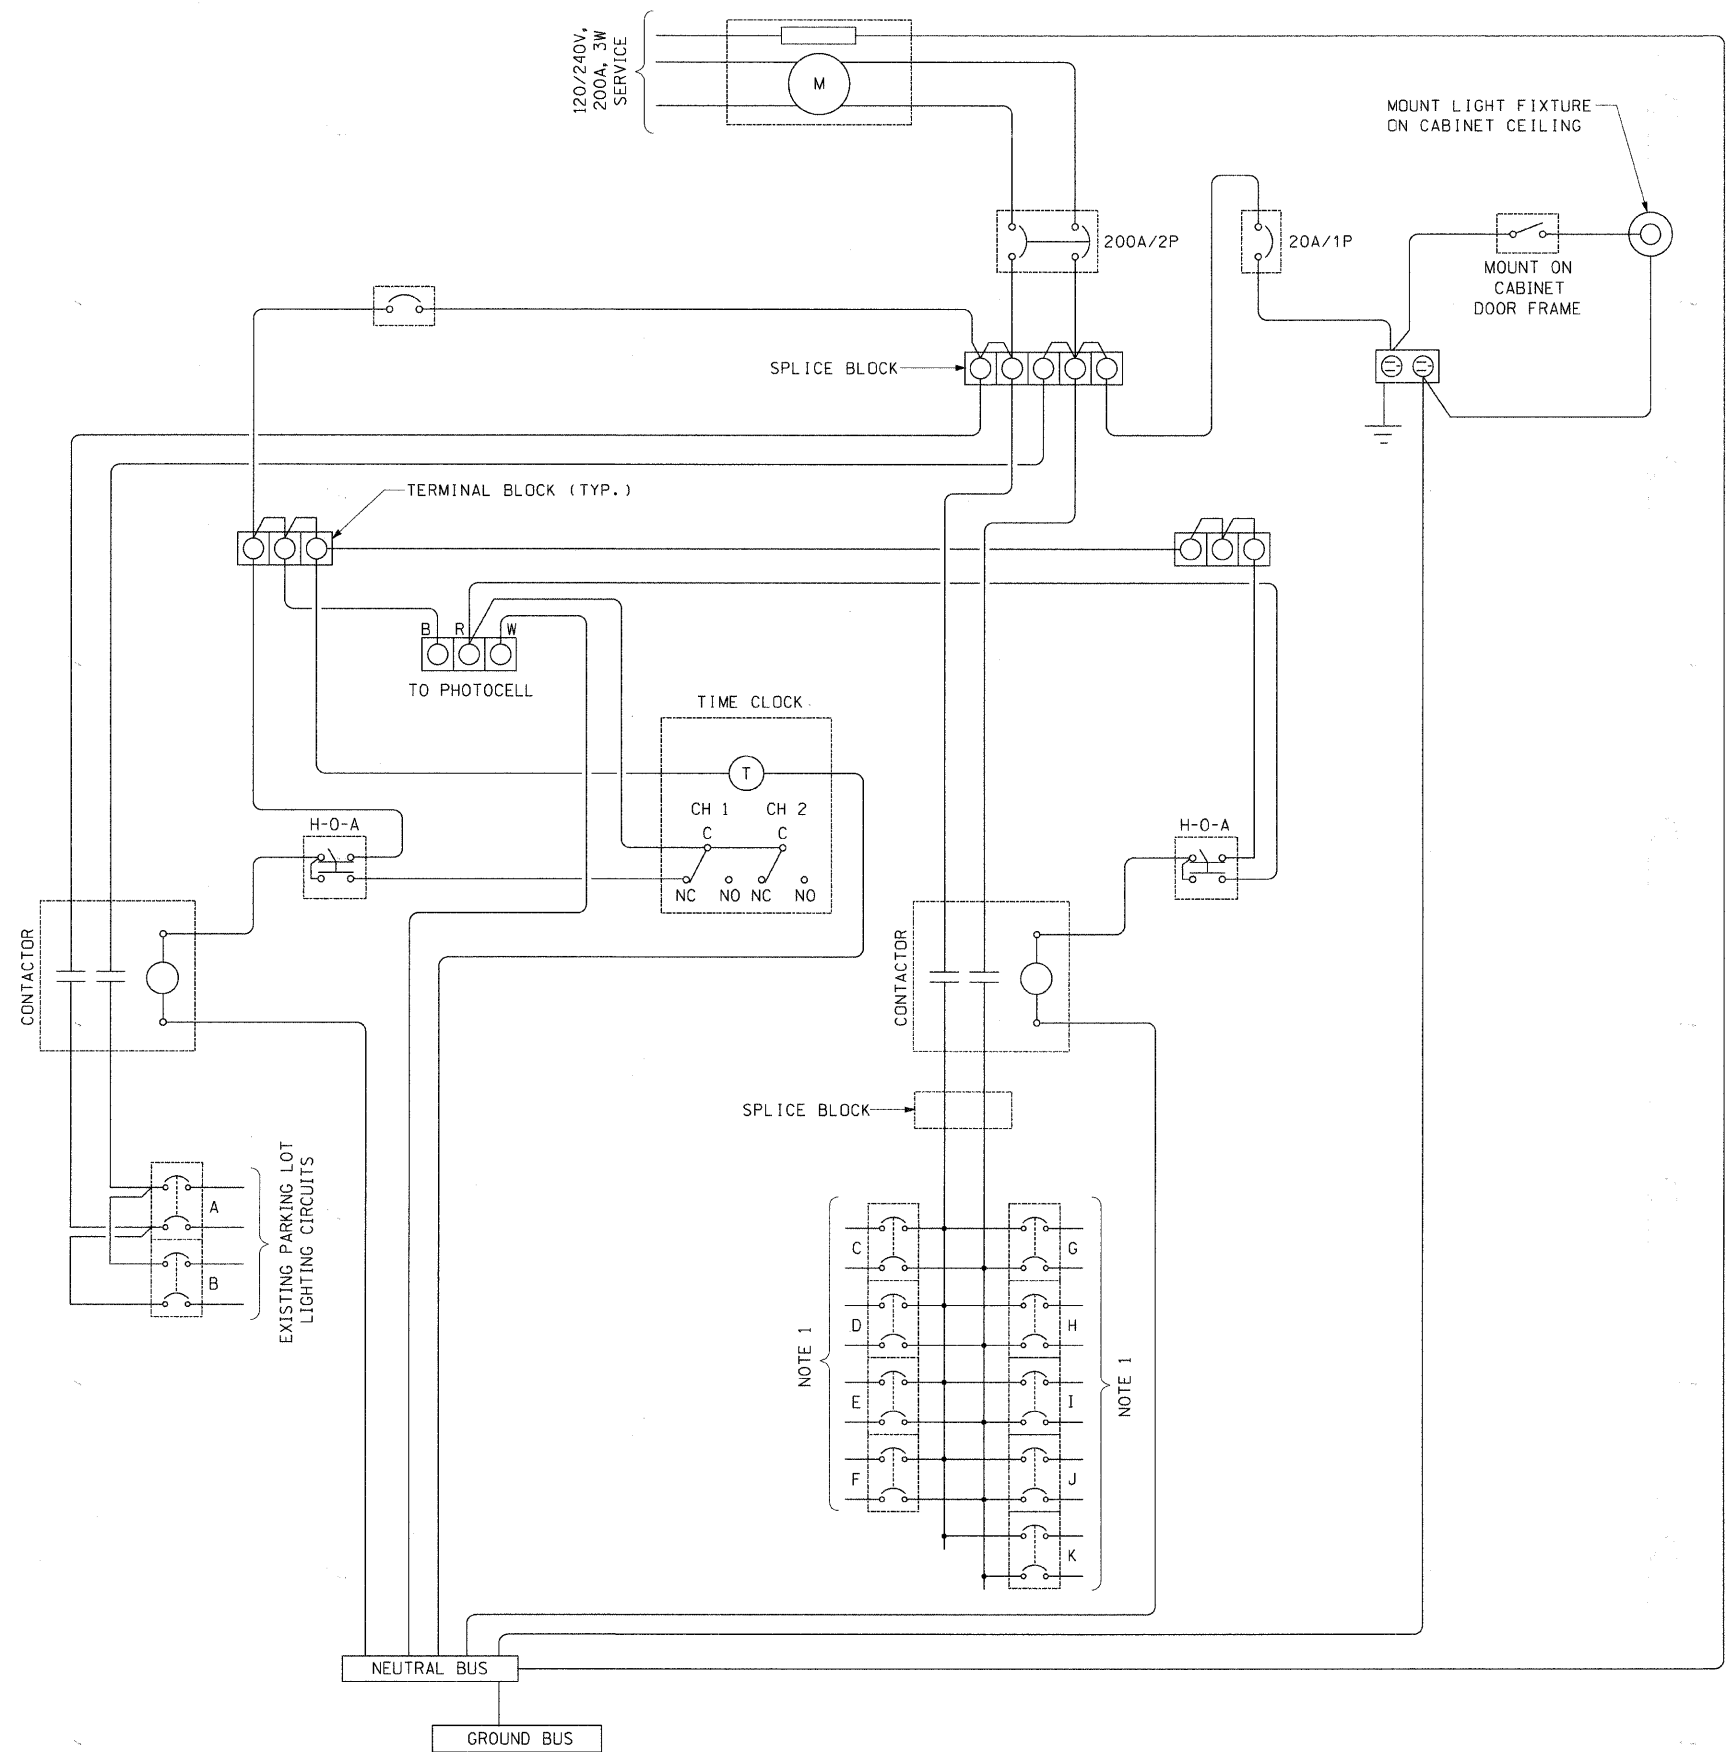 120/240V,
200A, 3W
SERVICE
M
MOUNT LIGHT FIXTURE
ON CABINET CEILING
200A/2P
20A/1P
MOUNT ON
CABINET
DOOR FRAME
SPLICE BLOCK
TERMINAL BLOCK (TYP.)
B R W
TO PHOTOCELL
TIME CLOCK
T
CH 1 CH 2
C C
NC NO NC NO
H-O-A
H-O-A
CONTACTOR
CONTACTOR
SPLICE BLOCK
A
B
EXISTING PARKING LOT
LIGHTING CIRCUITS
C
D
E
F
NOTE 1
G
H
I
J
K
NOTE 1
NEUTRAL BUS
GROUND BUS